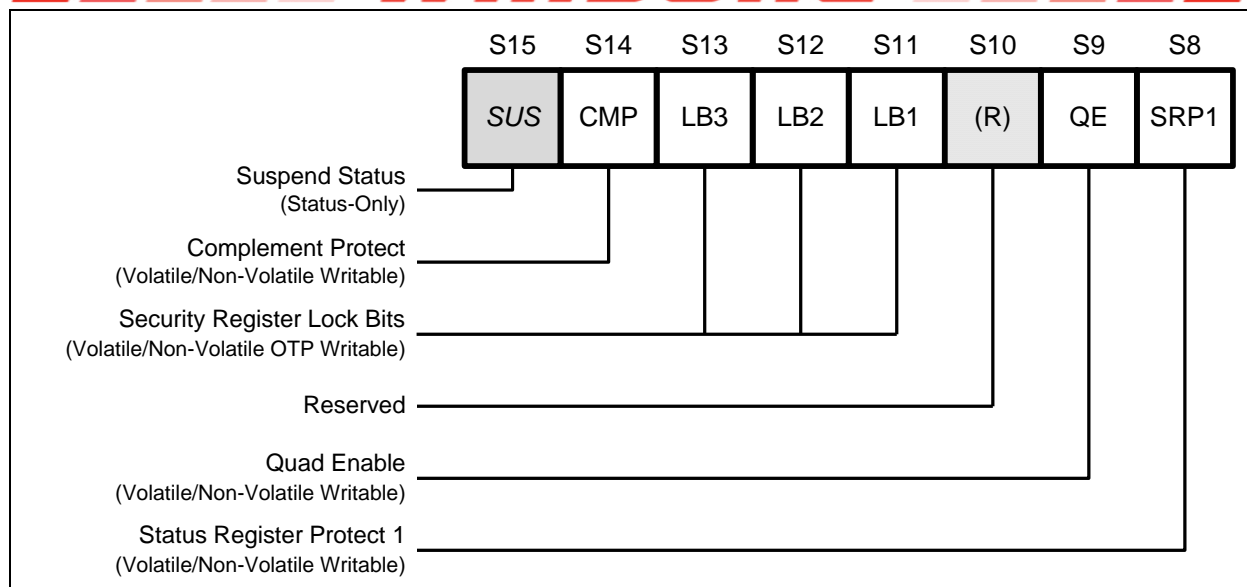 S15 S14 S13 S12 S11 S10 S9 S8
SUS CMP LB3 LB2 LB1 (R) QE SRP1
Suspend Status
(Status-Only)
Complement Protect
(Volatile/Non-Volatile Writable)
Security Register Lock Bits
(Volatile/Non-Volatile OTP Writable)
Reserved
Quad Enable
(Volatile/Non-Volatile Writable)
Status Register Protect 1
(Volatile/Non-Volatile Writable)